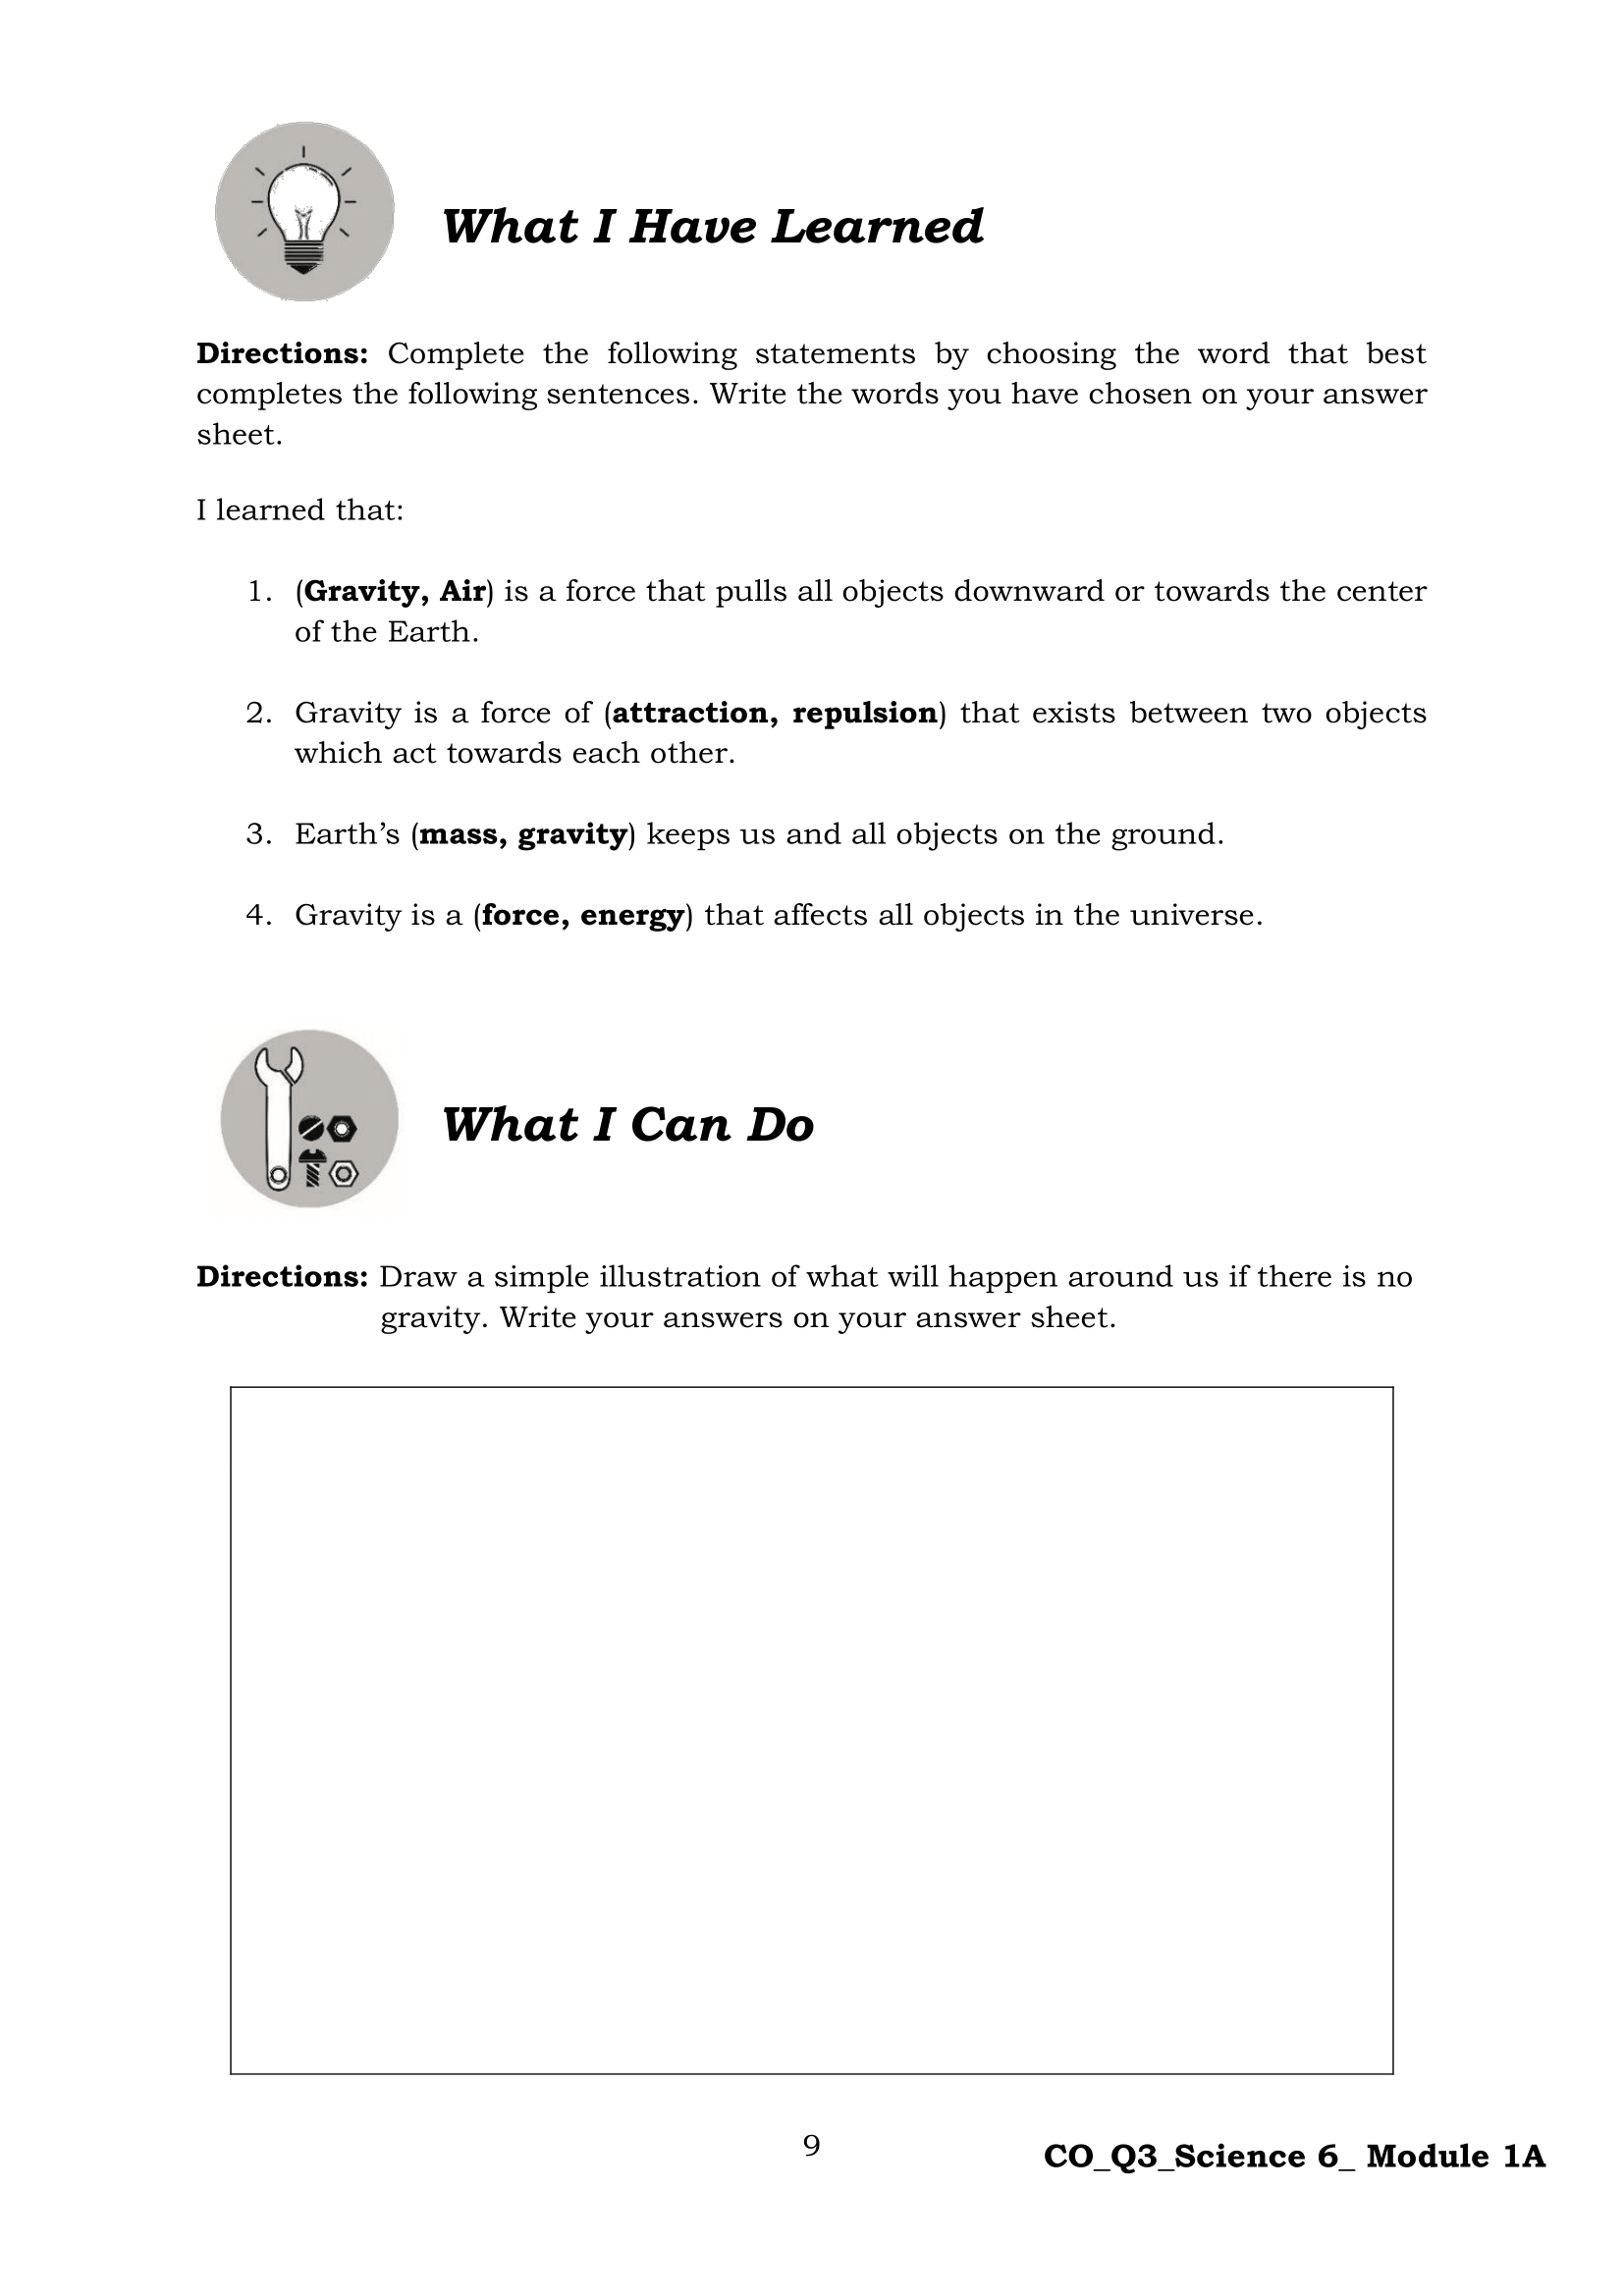 What I Have Learned
Directions: Complete the following statements by choosing the word that best
completes the following sentences. Write the words you have chosen on your answer
sheet.
I learned that:
1. (Gravity, Air) is a force that pulls all objects downward or towards the center
of the Earth.
2. Gravity is a force of (attraction, repulsion) that exists between two objects
which act towards each other.
3. Earth’s (mass, gravity) keeps us and all objects on the ground.
4. Gravity is a (force, energy) that affects all objects in the universe.
What I Can Do
Directions: Draw a simple illustration of what will happen around us if there is no
gravity. Write your answers on your answer sheet.
9
CO_Q3_Science 6_ Module 1A